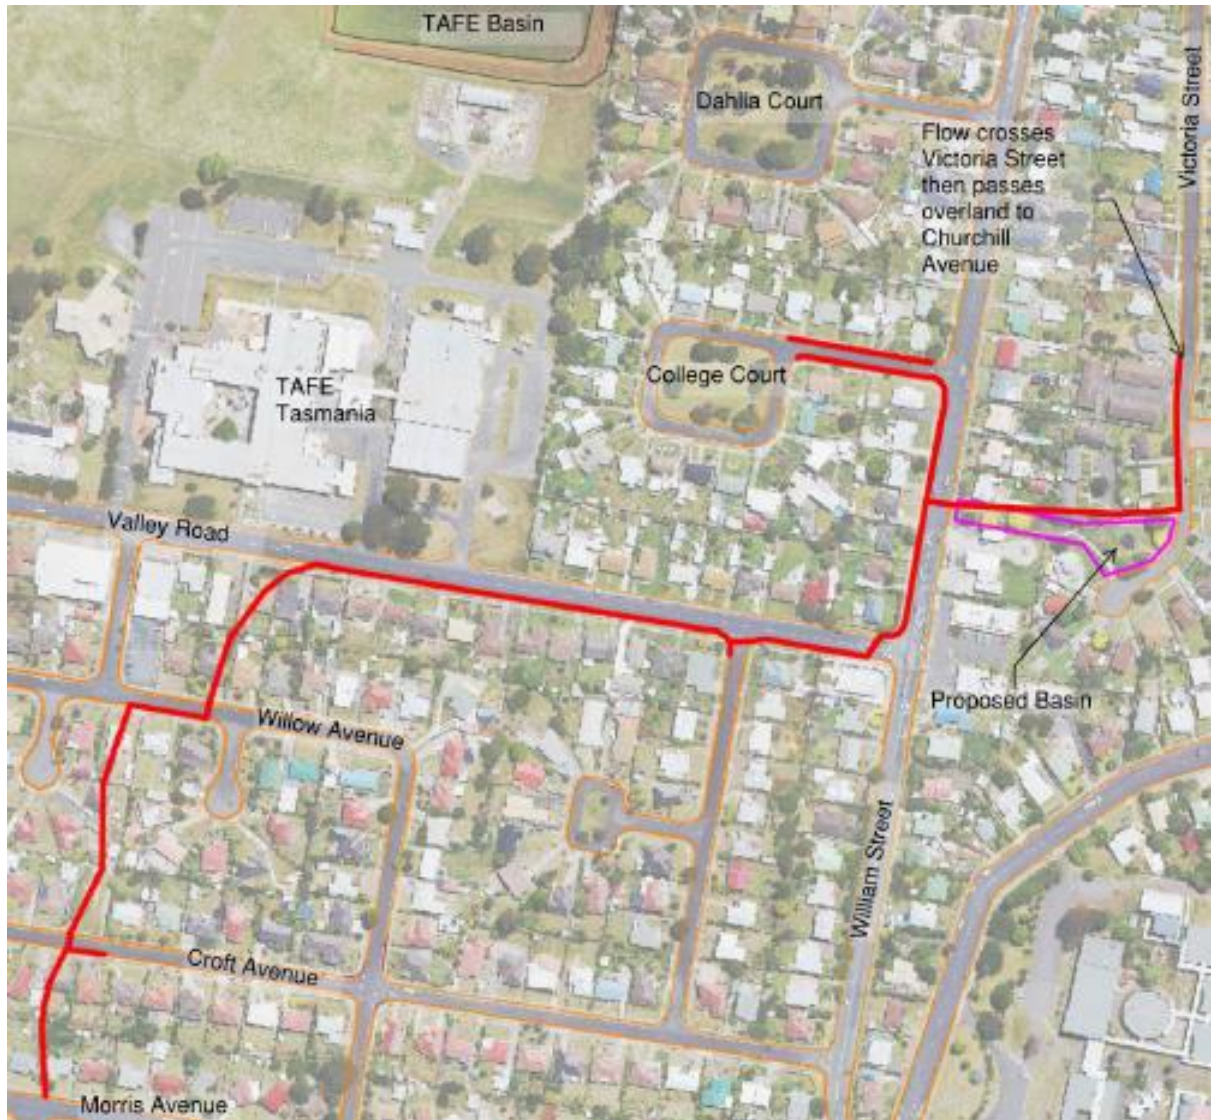 TAFE Basin
Dahlia Court
Victoria Street
Flow crosses
Victoria Street
then passes
overland to
Churchill
Avenue
College Court
TAFE
Tasmania
Valley Road
Proposed Basin
Willow Avenue
William Street
Croft Avenue
Morris Avenue